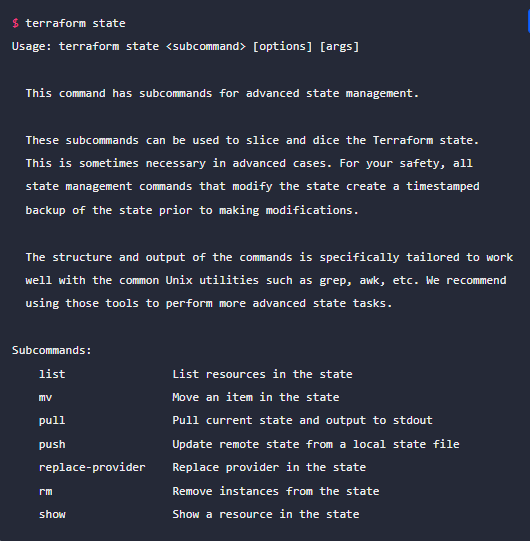 $ terraform state
Usage: terraform state <subcommand> [options] [args]
This command has subcommands for advanced state management.
These subcommands can be used to slice and dice the Terraform state.
This is sometimes necessary in advanced cases. For your safety, all
state management commands that modify the state create a timestamped
backup of the state prior to making modifications.
The structure and output of the commands is specifically tailored to work
well with the common Unix utilities such as grep, awk, etc. We recommend
using those tools to perform more advanced state tasks.
Subcommands:
list                List resources in the state
mv                  Move an item in the state
pull                Pull current state and output to stdout
push                Update remote state from a local state file
replace-provider    Replace provider in the state
rm                  Remove instances from the state
show                Show a resource in the state